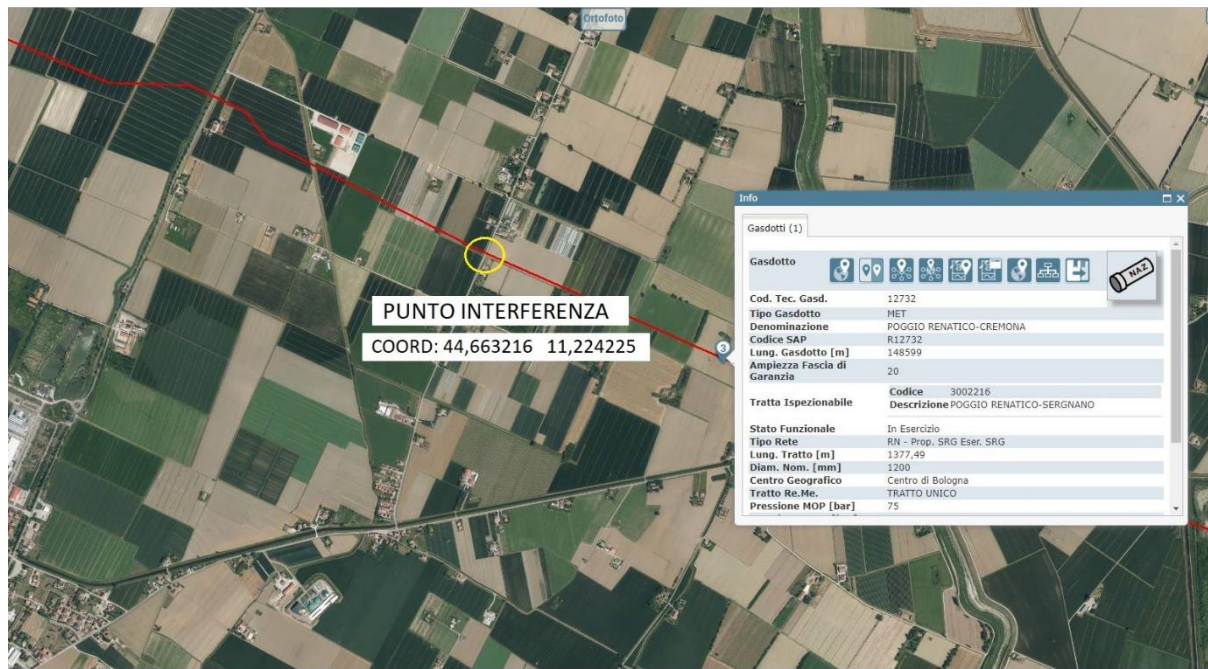 Ortofoto
PUNTO INTERFERENZA
COORD: 44,663216 11,224225
3
Info
Gasdotti (1)
Gasdotto
NAZ
Cod. Tec. Gasd. 12732
Tipo Gasdotto MET
Denominazione POGGIO RENATICO-CREMONA
Codice SAP R12732
Lung. Gasdotto [m] 148599
Ampiezza Fascia di
Garanzia 20
Tratta Ispezionabile Codice 3002216
Descrizione POGGIO RENATICO-SERGNANO
Stato Funzionale In Esercizio
Tipo Rete RN - Prop. SRG Eser. SRG
Lung. Tratto [m] 1377,49
Diam. Nom. [mm] 1200
Centro Geografico Centro di Bologna
Tratto Re.Me. TRATTO UNICO
Pressione MOP [bar] 75